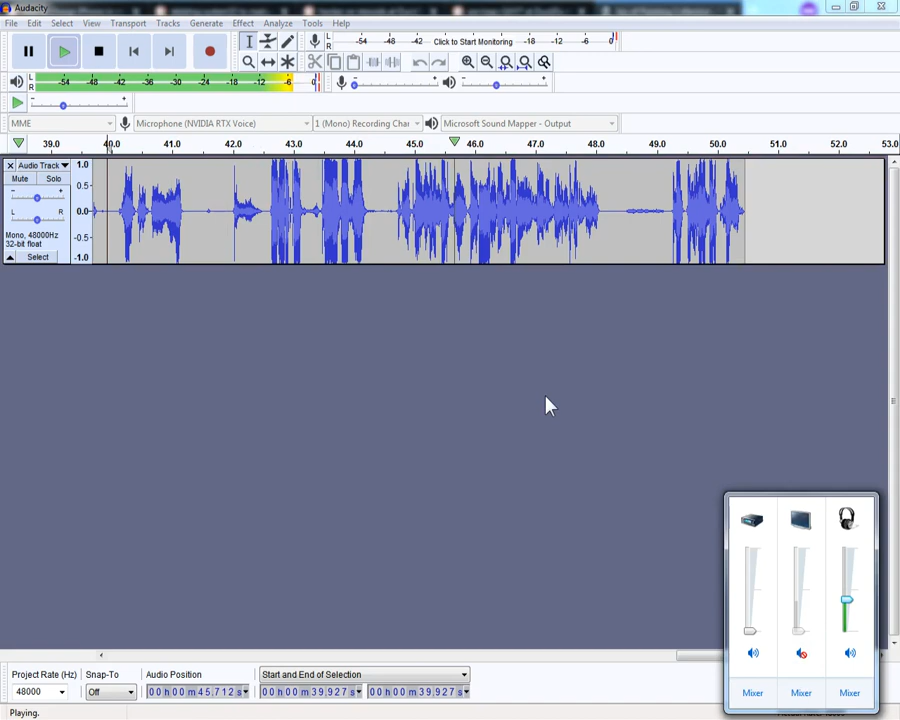 Audacity
File Edit Select View Transport Tracks Generate Effect Analyze Tools Help
L
R
-54 -48 -42 Click to Start Monitoring -18 -12 -6 0
L
R
-54 -48 -42 -36 -30 -24 -18 -12 -6 0
- + - +
- +
MME Microphone (NVIDIA RTX Voice) 1 (Mono) Recording Chan Microsoft Sound Mapper - Output
39.0 40.0 41.0 42.0 43.0 44.0 45.0 46.0 47.0 48.0 49.0 50.0 51.0 52.0 53.0
Audio Track 1.0
Mute Solo
0.5
- +
L R 0.0
Mono, 48000Hz
32-bit float -0.5
Select -1.0
Mixer Mixer Mixer
Project Rate (Hz) Snap-To Audio Position Start and End of Selection
48000 Off 00 h 00 m 45.712 s 00 h 00 m 39.927 s 00 h 00 m 39.927 s
Playing.